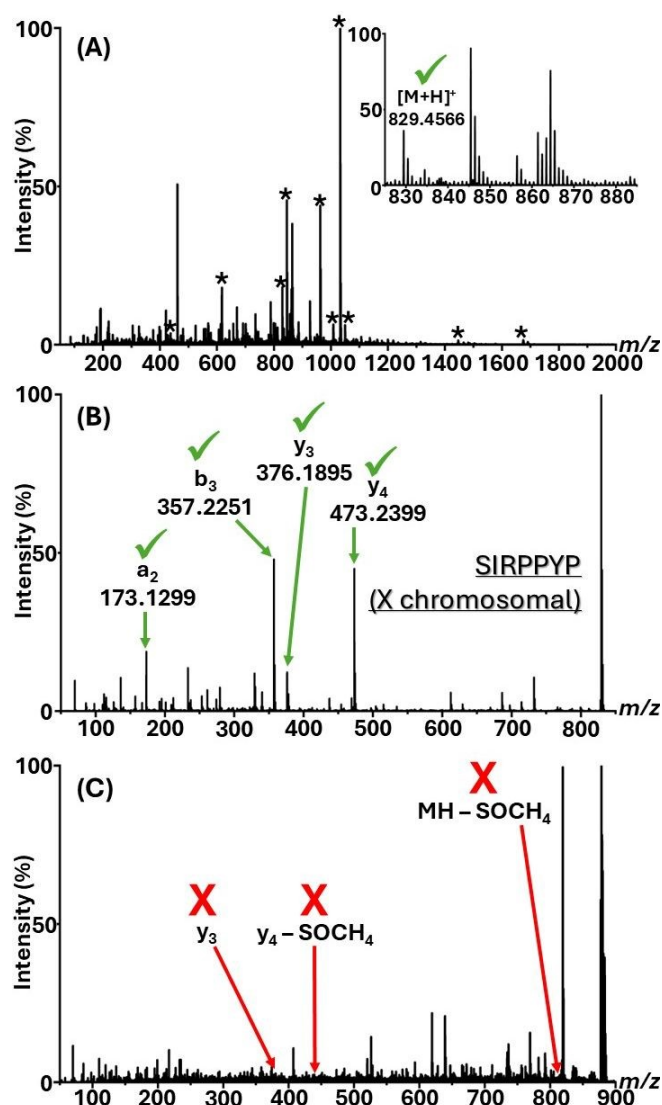 (A)
Intensity (%)
100
50
0
*
*
*
*
*
*
*
*
*
*
200 400 600 800 1000 1200 1400 1600 1800 2000 m/z
100
50
0
[M+H]⁺
829.4566
830 840 850 860 870 880
(B)
Intensity (%)
100
50
0
a₂
173.1299
b₃
357.2251
y₃
376.1895
y₄
473.2399
SIRPPYP
(X chromosomal)
100 200 300 400 500 600 700 800 m/z
(C)
Intensity (%)
100
50
0
X
y₃
X
y₄ – SOCH₄
X
MH – SOCH₄
100 200 300 400 500 600 700 800 900 m/z